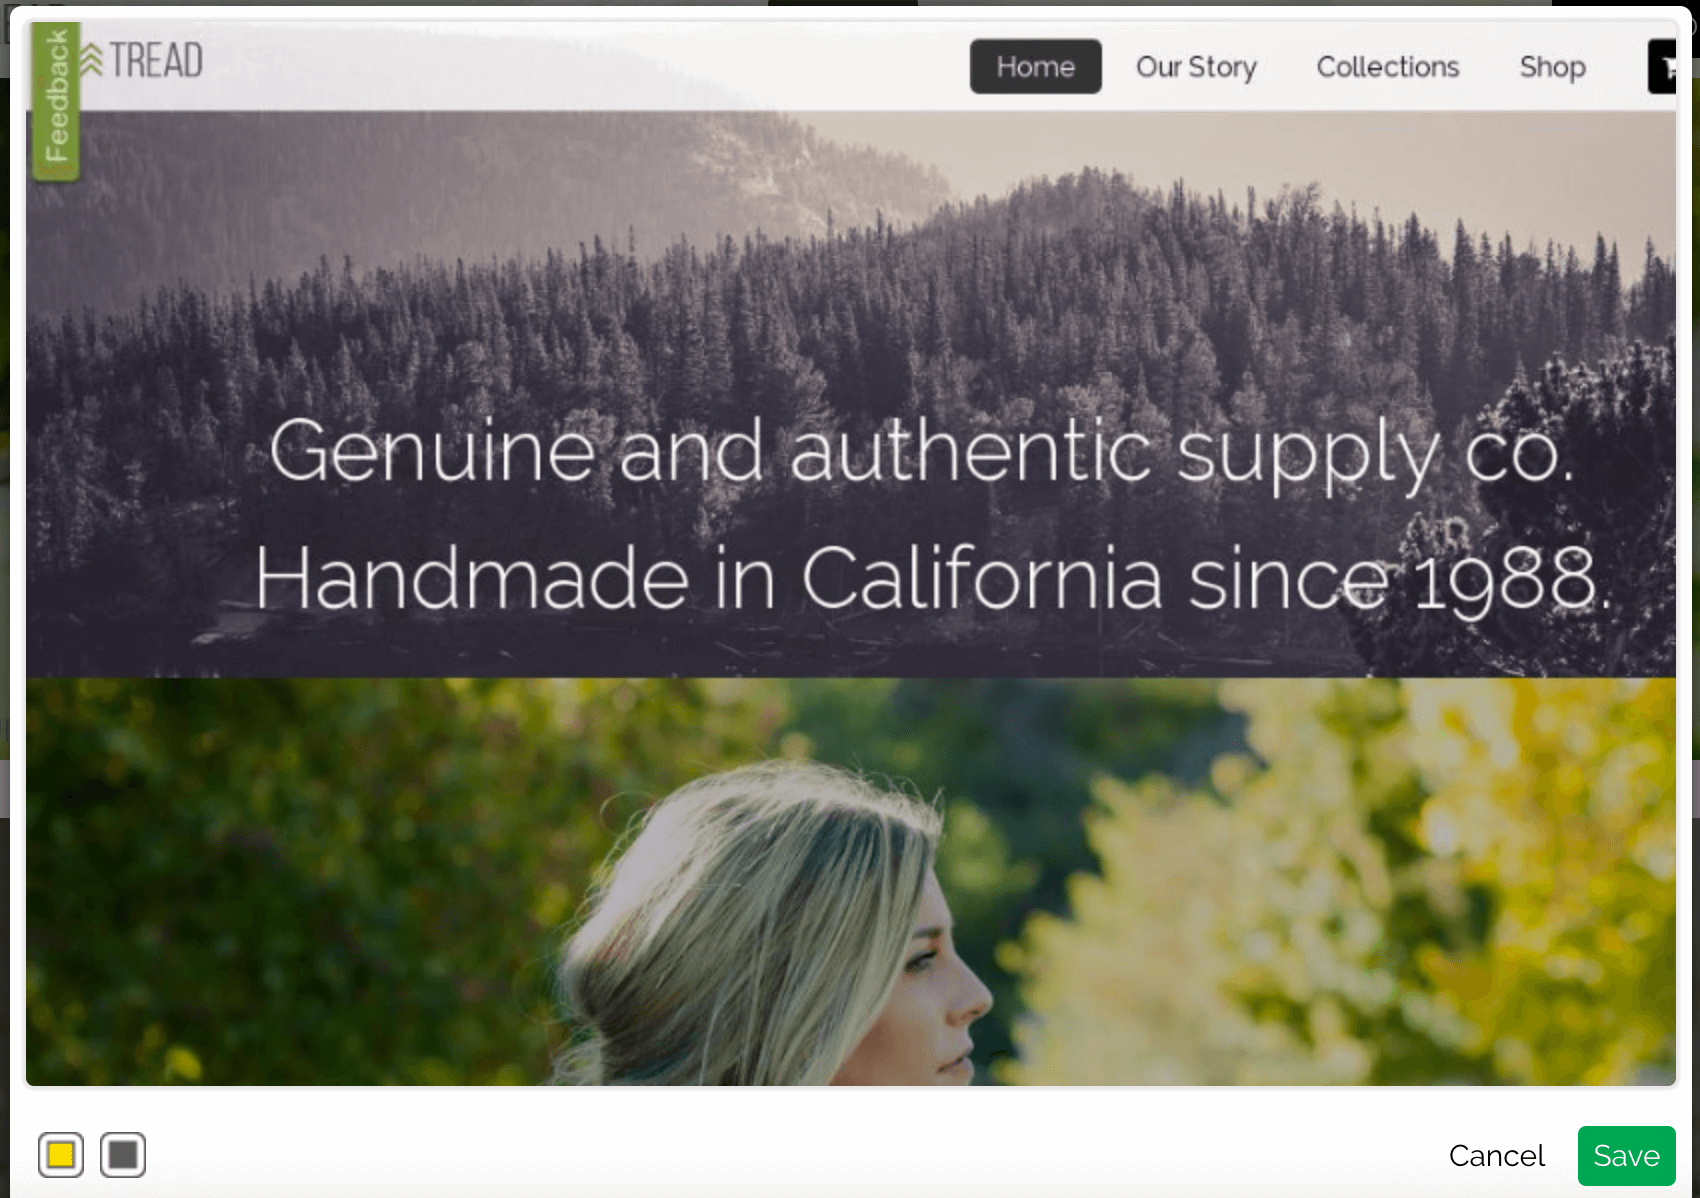 Feedback
TREAD
Home
Our Story
Collections
Shop
Genuine and authentic supply co.
Handmade in California since 1988.
Cancel
Save